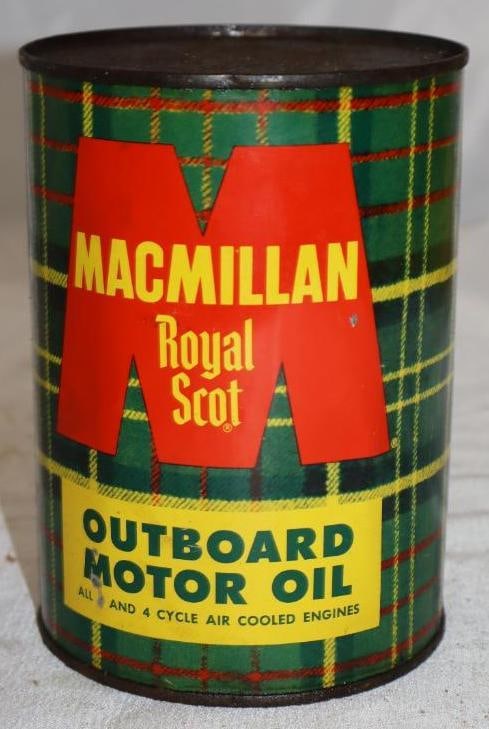 M
MACMILLAN
Royal
Scot®
®
OUTBOARD
MOTOR OIL
ALL AND 4 CYCLE AIR COOLED ENGINES